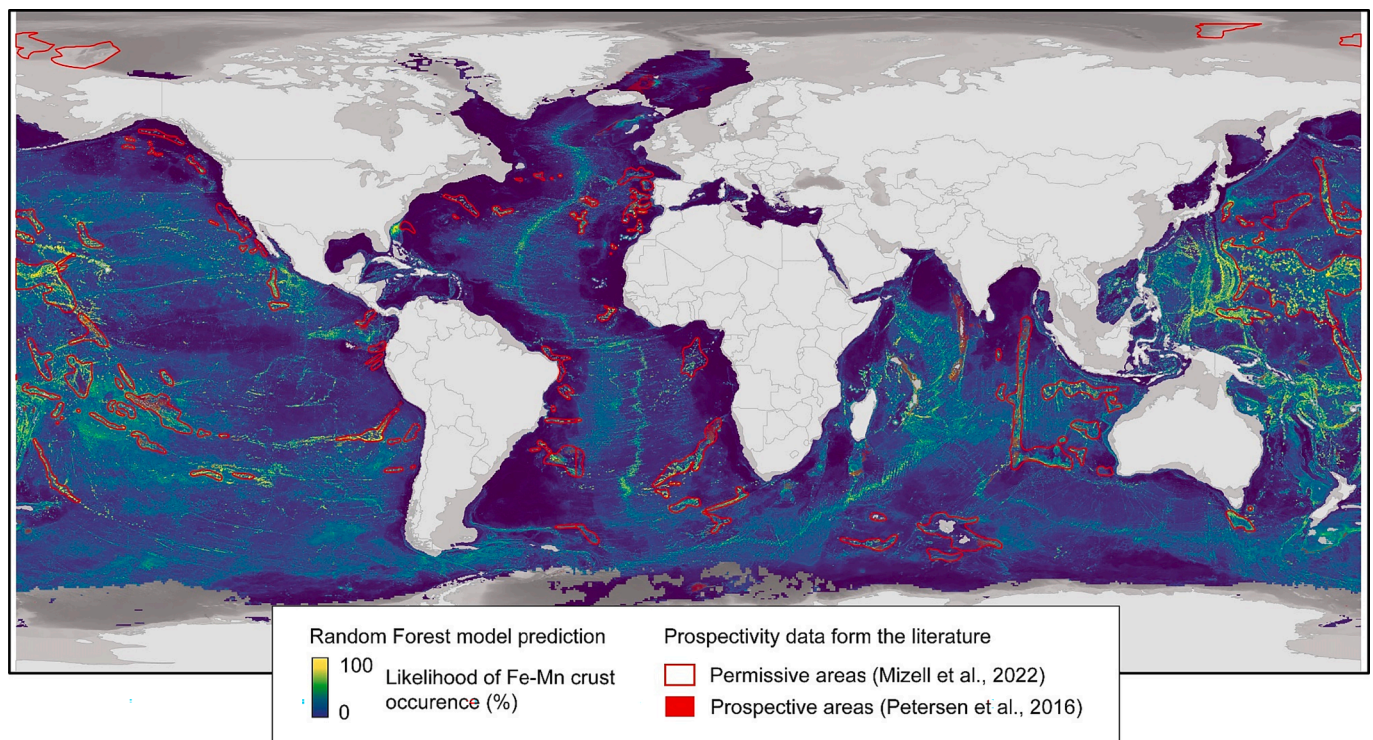 Random Forest model prediction
100
0
Likelihood of Fe-Mn crust
occurence (%)
Prospectivity data form the literature
Permissive areas (Mizell et al., 2022)
Prospective areas (Petersen et al., 2016)